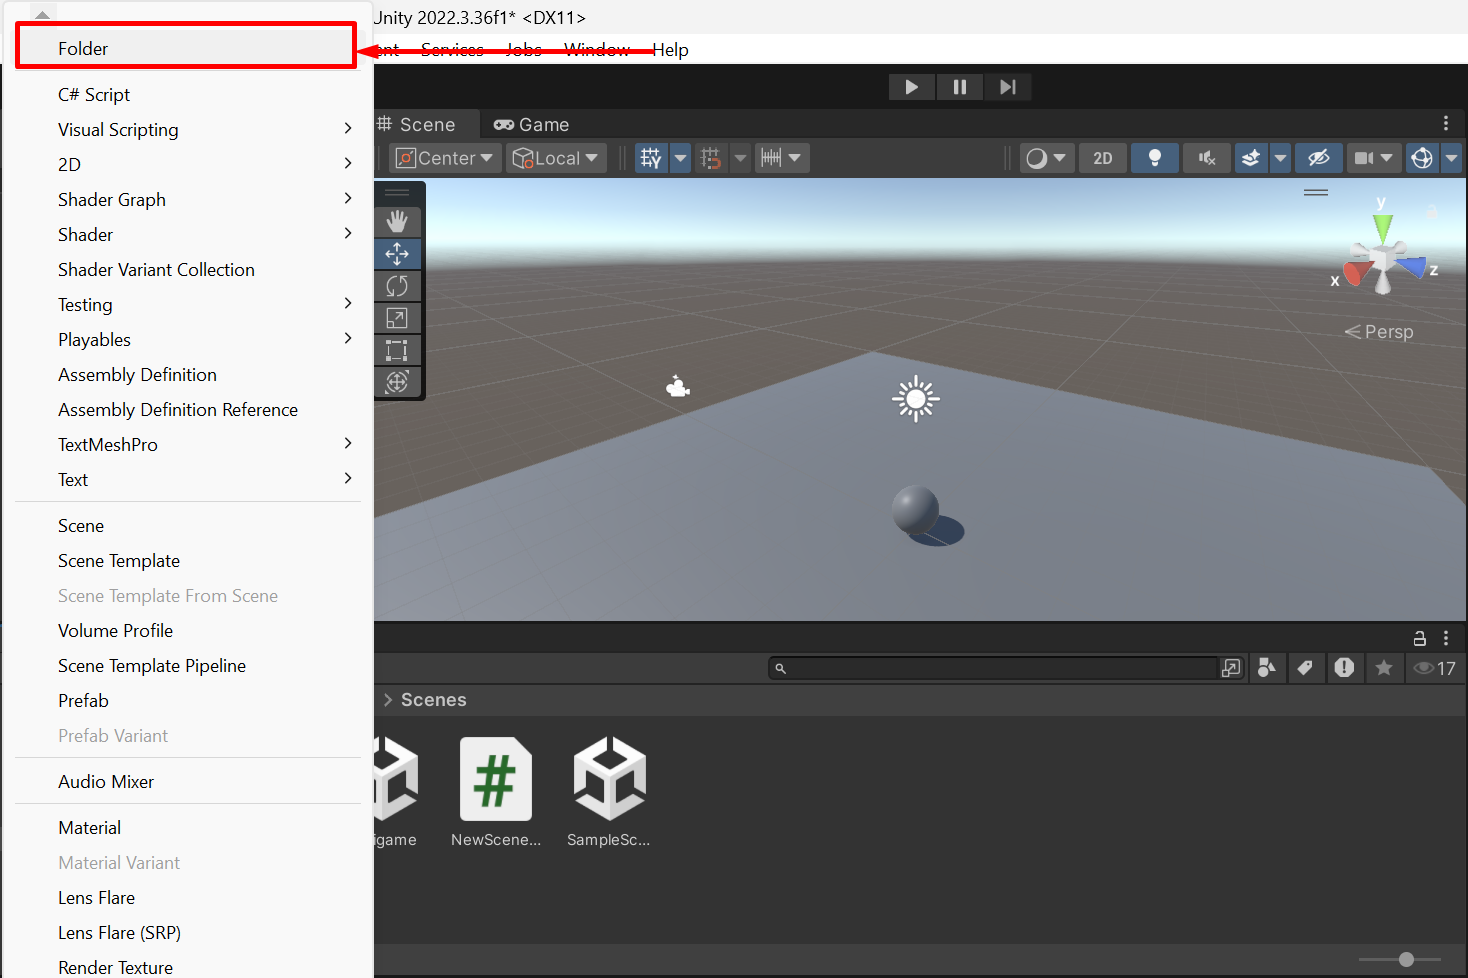 Unity 2022.3.36f1* <DX11>
Services Jobs Window Help
Folder
C# Script
Visual Scripting
2D
Shader Graph
Shader
Shader Variant Collection
Testing
Playables
Assembly Definition
Assembly Definition Reference
TextMeshPro
Text
Scene
Scene Template
Scene Template From Scene
Volume Profile
Scene Template Pipeline
Prefab
Prefab Variant
Audio Mixer
Material
Material Variant
Lens Flare
Lens Flare (SRP)
Render Texture
Scene Game
Center Local 2D
y
x z
Persp
17
Scenes
igame NewScene... SampleSc...